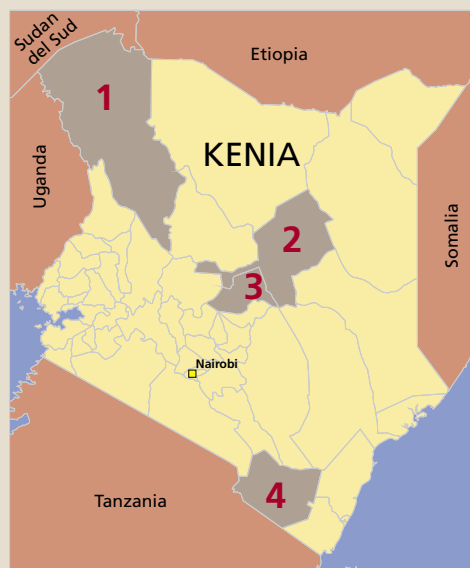 Sudan
del Sud
Etiopia
1
KENIA
Uganda
Somalia
2
3
Nairobi
4
Tanzania